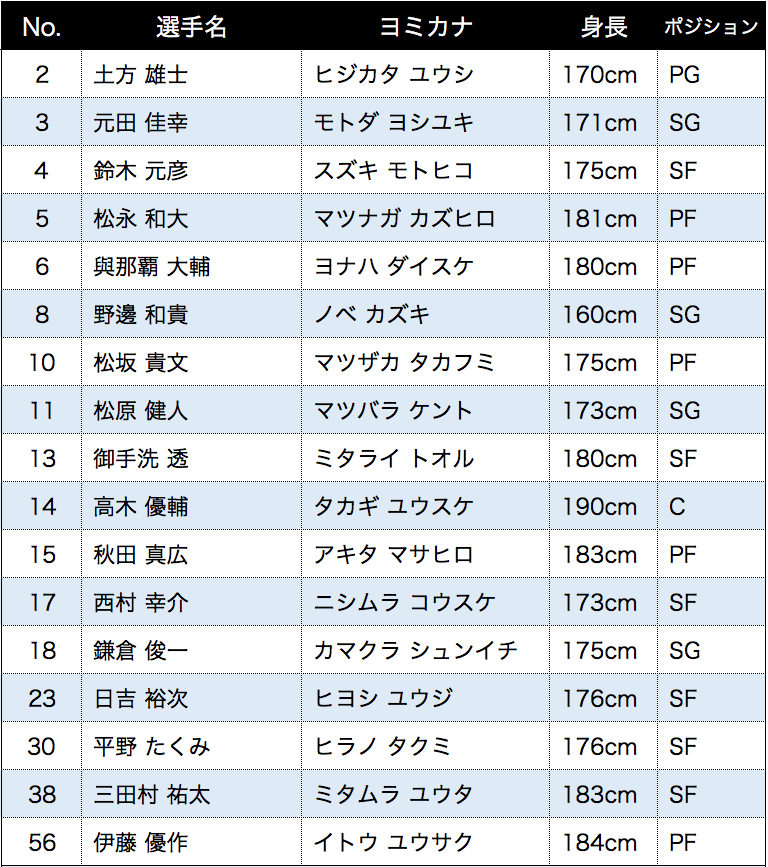 No. 選手名 ヨミカナ 身長 ポジション
2 土方 雄士 ヒジカタ ユウシ 170cm PG
3 元田 佳幸 モトダ ヨシユキ 171cm SG
4 鈴木 元彦 スズキ モトヒコ 175cm SF
5 松永 和大 マツナガ カズヒロ 181cm PF
6 與那覇 大輔 ヨナハ ダイスケ 180cm PF
8 野邊 和貴 ノベ カズキ 160cm SG
10 松坂 貴文 マツザカ タカフミ 175cm PF
11 松原 健人 マツバラ ケント 173cm SG
13 御手洗 透 ミタライ トオル 180cm SF
14 高木 優輔 タカギ ユウスケ 190cm C
15 秋田 真広 アキタ マサヒロ 183cm PF
17 西村 幸介 ニシムラ コウスケ 173cm SF
18 鎌倉 俊一 カマクラ シュンイチ 175cm SG
23 日吉 裕次 ヒヨシ ユウジ 176cm SF
30 平野 たくみ ヒラノ タクミ 176cm SF
38 三田村 祐太 ミタムラ ユウタ 183cm SF
56 伊藤 優作 イトウ ユウサク 184cm PF